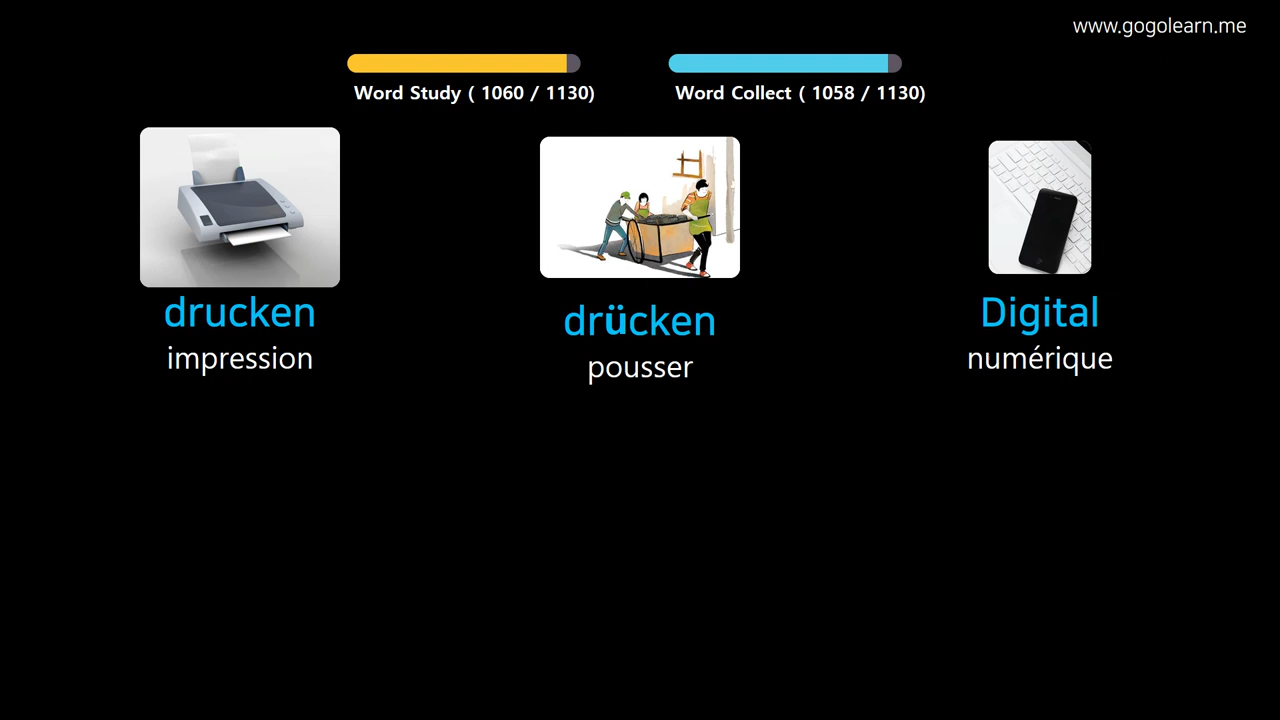 www.gogolearn.me
Word Study ( 1060 / 1130)
Word Collect ( 1058 / 1130)
drucken
impression
drücken
pousser
Digital
numérique